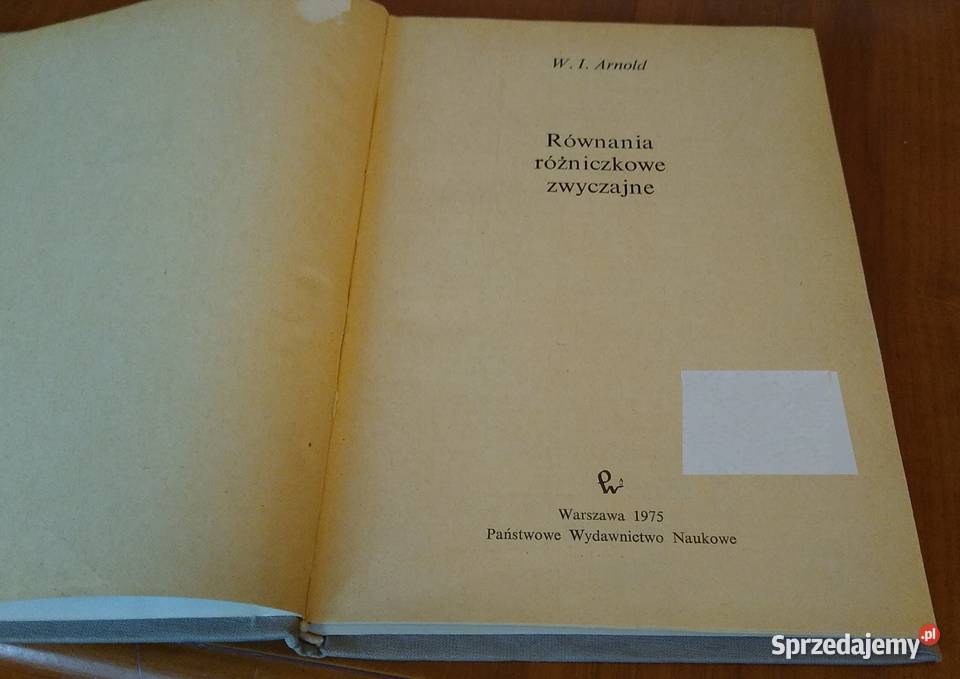 W. I. Arnold
Równania
różniczkowe
zwyczajne
Warszawa 1975
Państwowe Wydawnictwo Naukowe
Sprzedajemy.pl